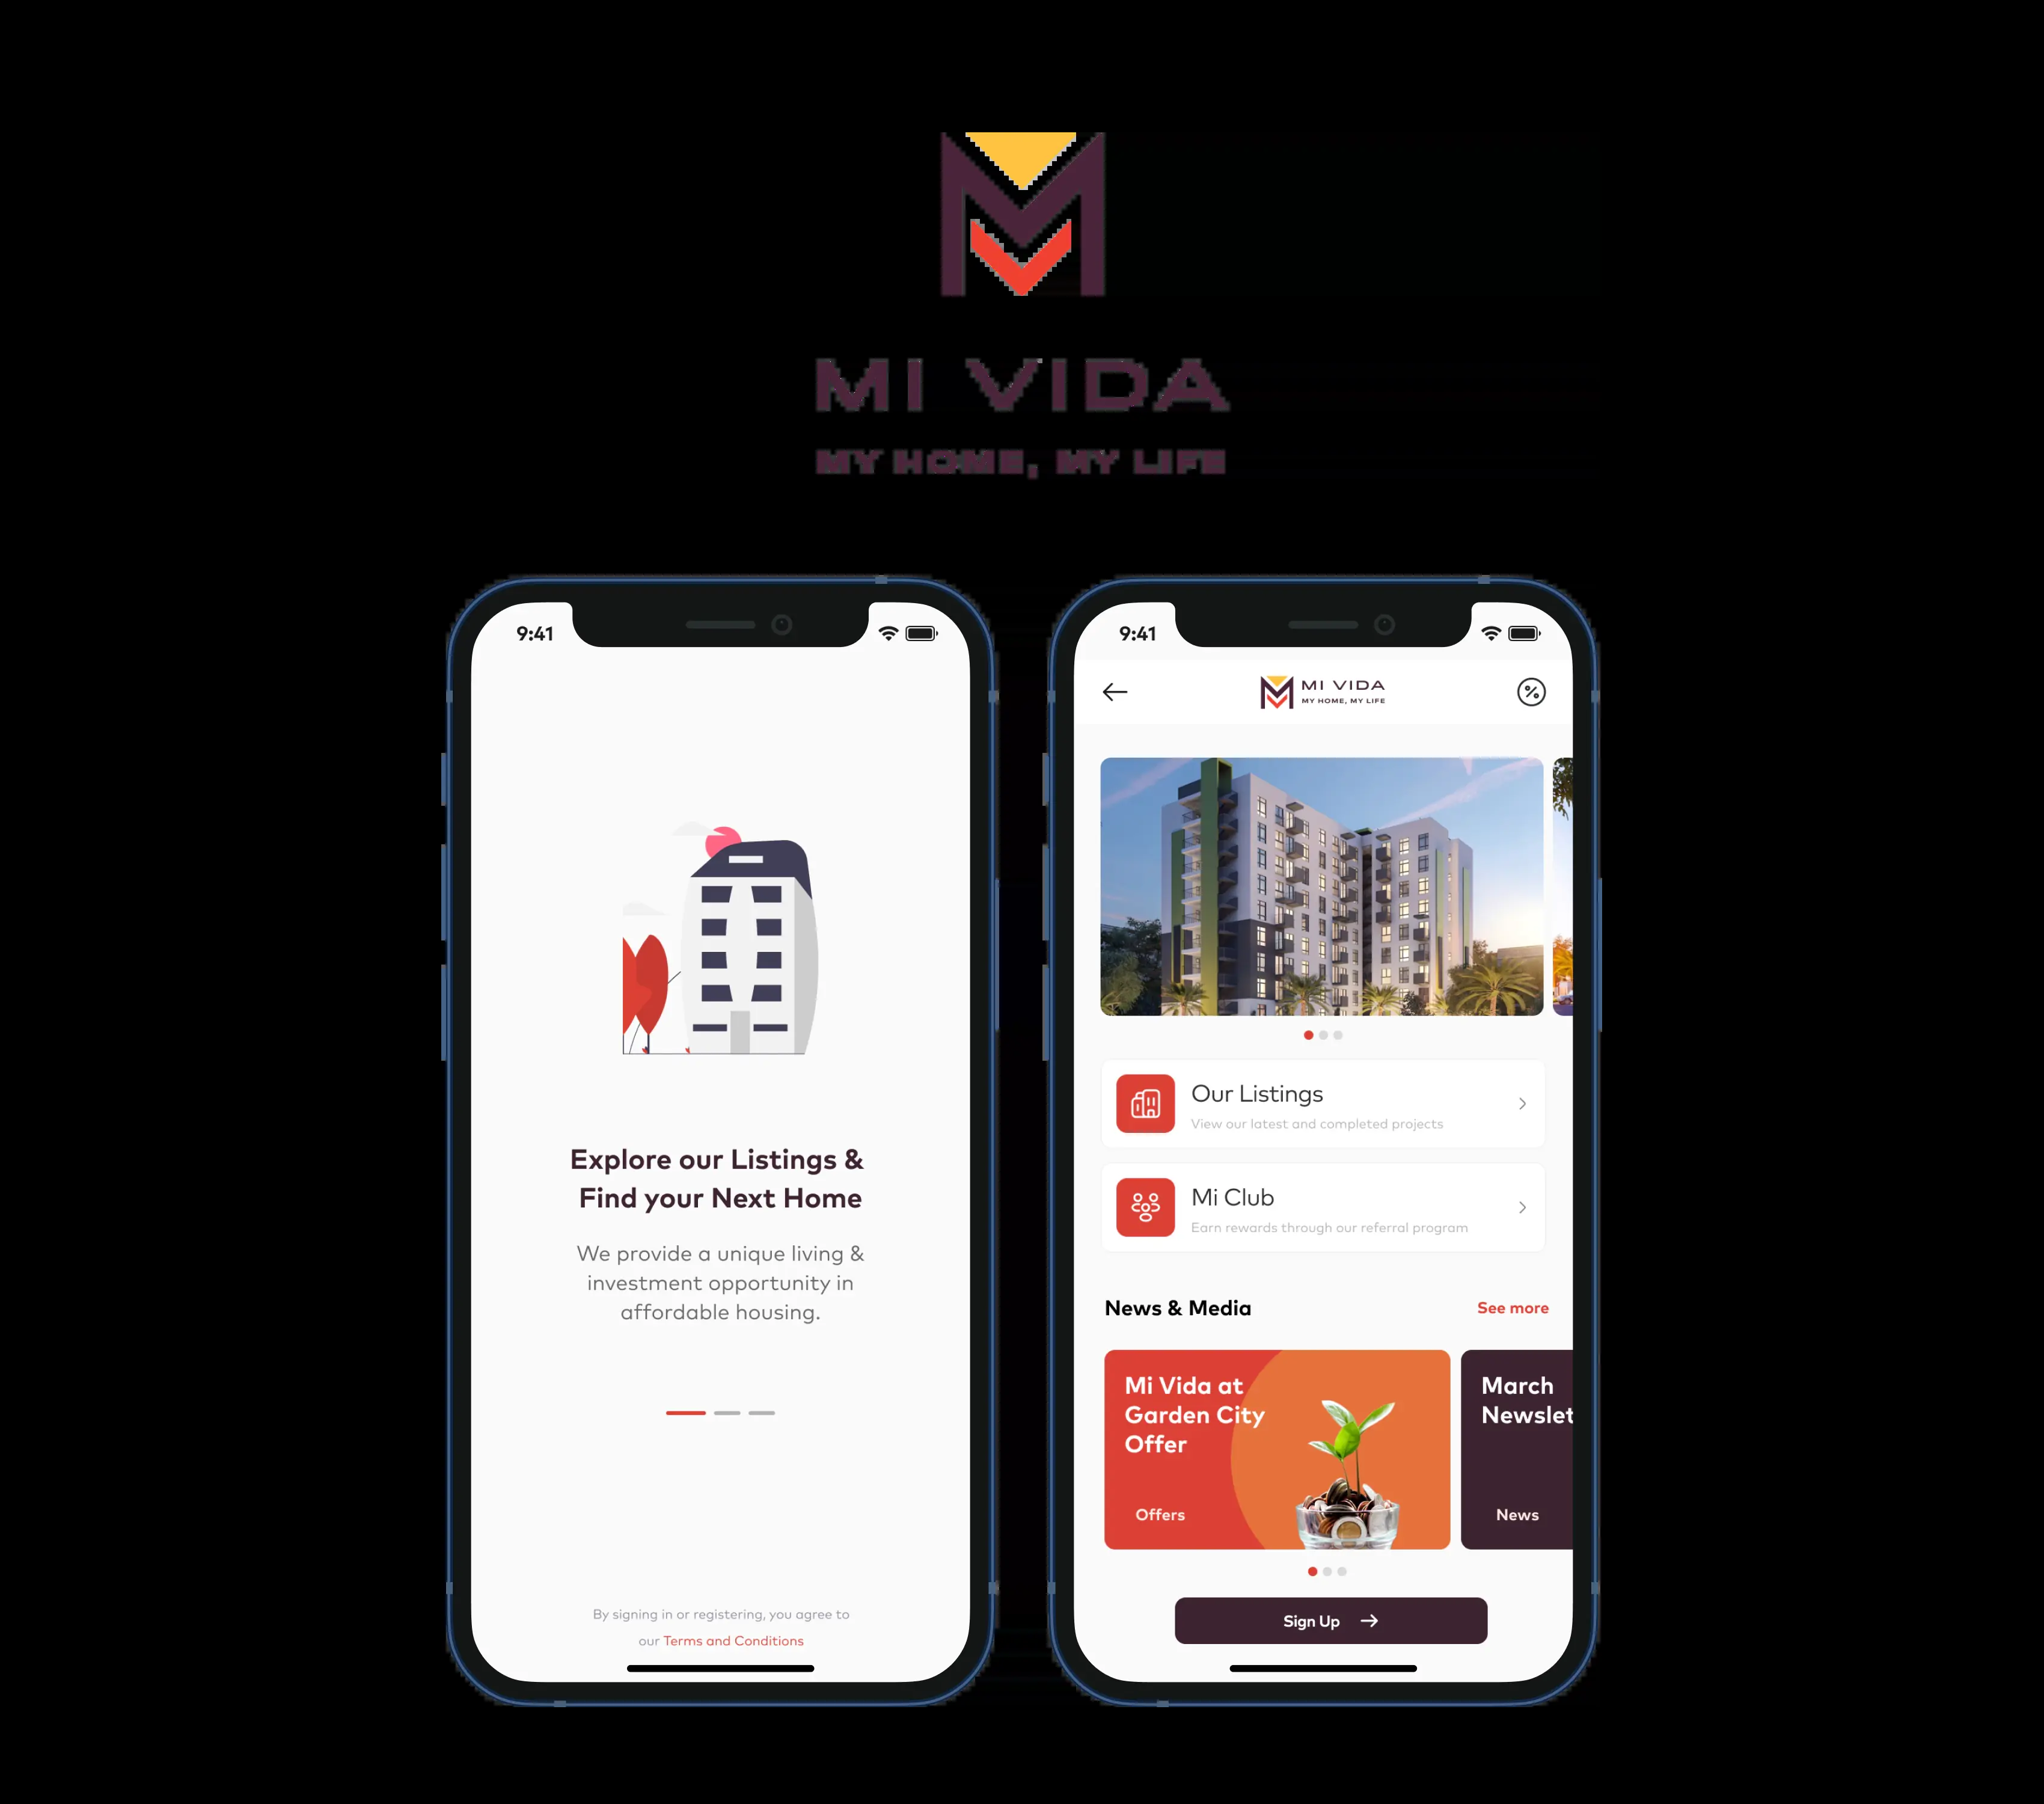 MI VIDA
MY HOME, MY LIFE
9:41
Explore our Listings &
Find your Next Home
We provide a unique living &
investment opportunity in
affordable housing.
By signing in or registering, you agree to
our Terms and Conditions
9:41
MI VIDA
MY HOME, MY LIFE
Our Listings
View our latest and completed projects
Mi Club
Earn rewards through our referral program
News & Media
See more
Mi Vida at
Garden City
Offer
Offers
March
Newslet
News
Sign Up